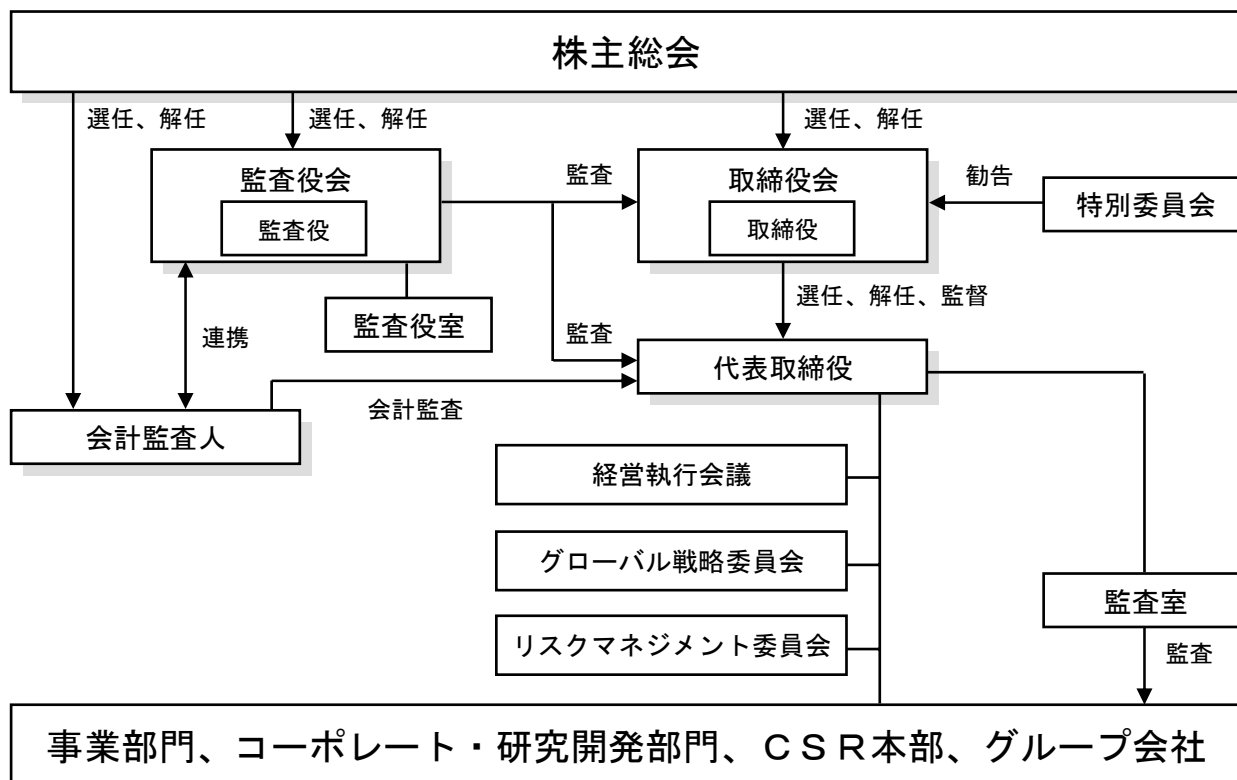 株主総会
選任、解任
選任、解任
選任、解任
監査役会
監査役
監査
取締役会
取締役
勧告
特別委員会
選任、解任、監督
監査役室
連携
監査
代表取締役
会計監査
会計監査人
経営執行会議
グローバル戦略委員会
リスクマネジメント委員会
監査室
監査
事業部門、コーポレート・研究開発部門、ＣＳＲ本部、グループ会社